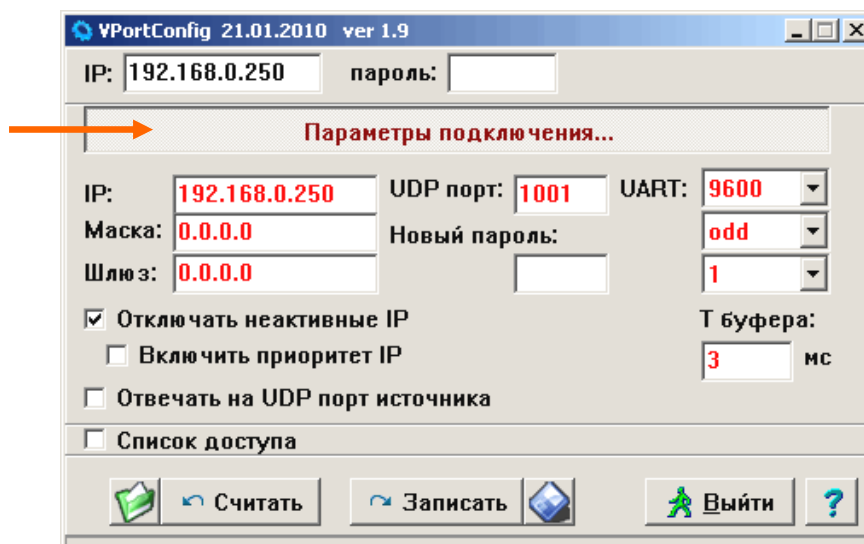 VPortConfig 21.01.2010 ver 1.9
IP: 192.168.0.250 пароль:
Параметры подключения...
IP: 192.168.0.250 UDP порт: 1001 UART: 9600
Маска: 0.0.0.0 Новый пароль: odd
Шлюз: 0.0.0.0 1
Отключать неактивные IP Т буфера:
Включить приоритет IP 3 мс
Отвечать на UDP порт источника
Список доступа
Считать Записать Выйти ?